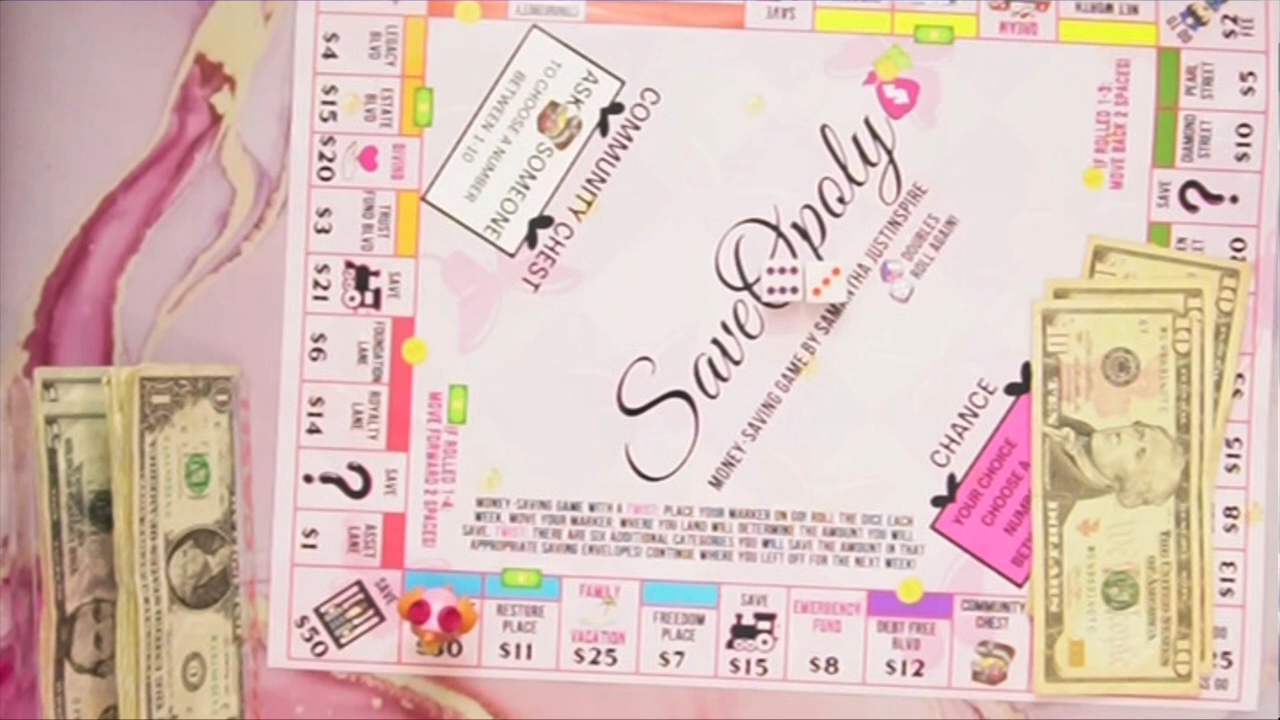 SAVE
NET WORTH
DREAM
$2
FEE
$4
LEGACY
BLVD
$15
ESTATE
BLVD
$20
GIVING
$3
TRUST
FUND BLVD
$21
SAVE
$6
FOUNDATION
LANE
$14
ROYALTY
LANE
?
SAVE
$1
ASSET
LANE
$50
SAVE
ASK SOMEONE
TO CHOOSE A NUMBER
BETWEEN 1-10
COMMUNITY CHEST
SaveOpoly
MONEY-SAVING GAME BY SAMANTHA JUSTINSPIRE
DOUBLES
ROLL AGAIN!
IF ROLLED 1-3:
MOVE BACK 2 SPACES!
PEARL
STREET
$5
DIAMOND
STREET
$10
SAVE
?
IF ROLLED 1-4:
MOVE FORWARD 2 SPACES!
CHANCE
YOUR CHOICE
CHOOSE A
MONEY-SAVING GAME WITH A TWIST! PLACE YOUR MARKER ON GO! ROLL THE DICE EACH
WEEK. MOVE YOUR MARKER. WHERE YOU LAND WILL DETERMINE THE AMOUNT YOU WILL
SAVE. TWIST! THERE ARE SIX ADDITIONAL CATEGORIES YOU WILL SAVE THE AMOUNT IN THAT
APPROPRIATE SAVING ENVELOPES! CONTINUE WHERE YOU LEFT OFF FOR THE NEXT WEEK!
$15
$8
$13
RESTORE
PLACE
$11
FAMILY
VACATION
$25
FREEDOM
PLACE
$7
SAVE
$15
EMERGENCY
FUND
$8
DEBT FREE
BLVD
$12
COMMUNITY
CHEST